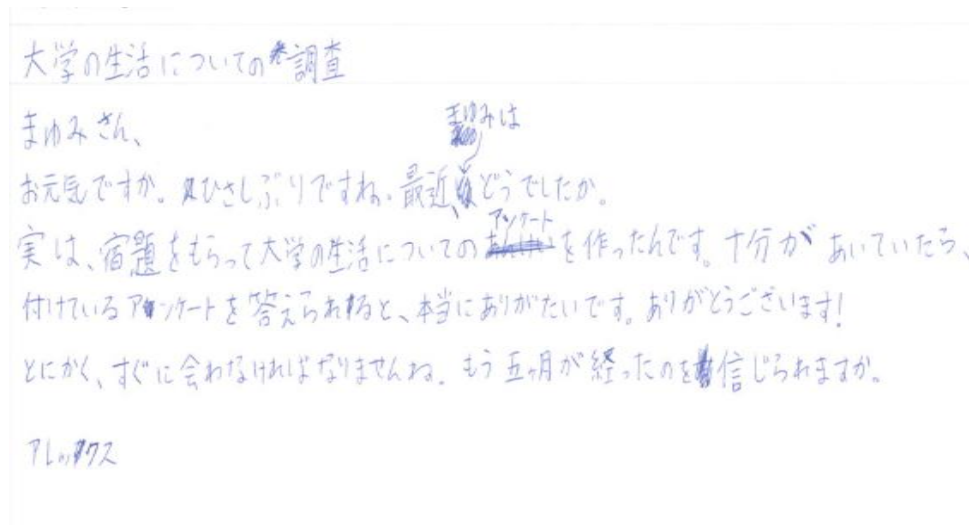 大学の生活についての調査
まゆみさん、
お元気ですか。ひさしぶりですね。最近、まゆみはどうでしたか。
実は、宿題をもらって大学の生活についてのアンケートを作ったんです。十分があいていたら、
付けているアンケートを答えられると、本当にありがたいです。ありがとうございます!
とにかく、すぐに会わなければなりませんね。もう五ヶ月が経ったのを信じられますか。
アレックス